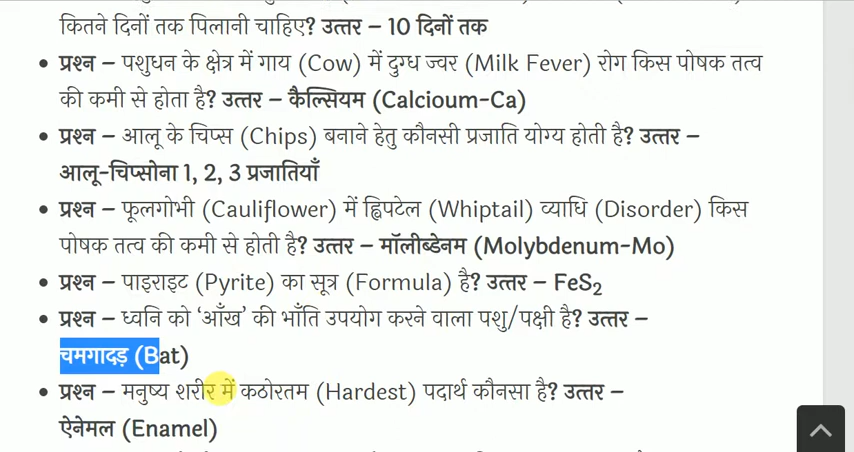 कितने दिनों तक पिलानी चाहिए? उत्तर – 10 दिनों तक
• प्रश्न – पशुधन के क्षेत्र में गाय (Cow) में दुग्ध ज्वर (Milk Fever) रोग किस पोषक तत्व
की कमी से होता है? उत्तर – कैल्सियम (Calcioum-Ca)
• प्रश्न – आलू के चिप्स (Chips) बनाने हेतु कौनसी प्रजाति योग्य होती है? उत्तर –
आलू-चिप्सोना 1, 2, 3 प्रजातियाँ
• प्रश्न – फूलगोभी (Cauliflower) में ह्विपटेल (Whiptail) व्याधि (Disorder) किस
पोषक तत्व की कमी से होती है? उत्तर – मॉलीब्डेनम (Molybdenum-Mo)
• प्रश्न – पाइराइट (Pyrite) का सूत्र (Formula) है? उत्तर – FeS₂
• प्रश्न – ध्वनि को ‘आँख’ की भाँति उपयोग करने वाला पशु/पक्षी है? उत्तर –
चमगादड़ (Bat)
• प्रश्न – मनुष्य शरीर में कठोरतम (Hardest) पदार्थ कौनसा है? उत्तर –
ऐनेमल (Enamel)